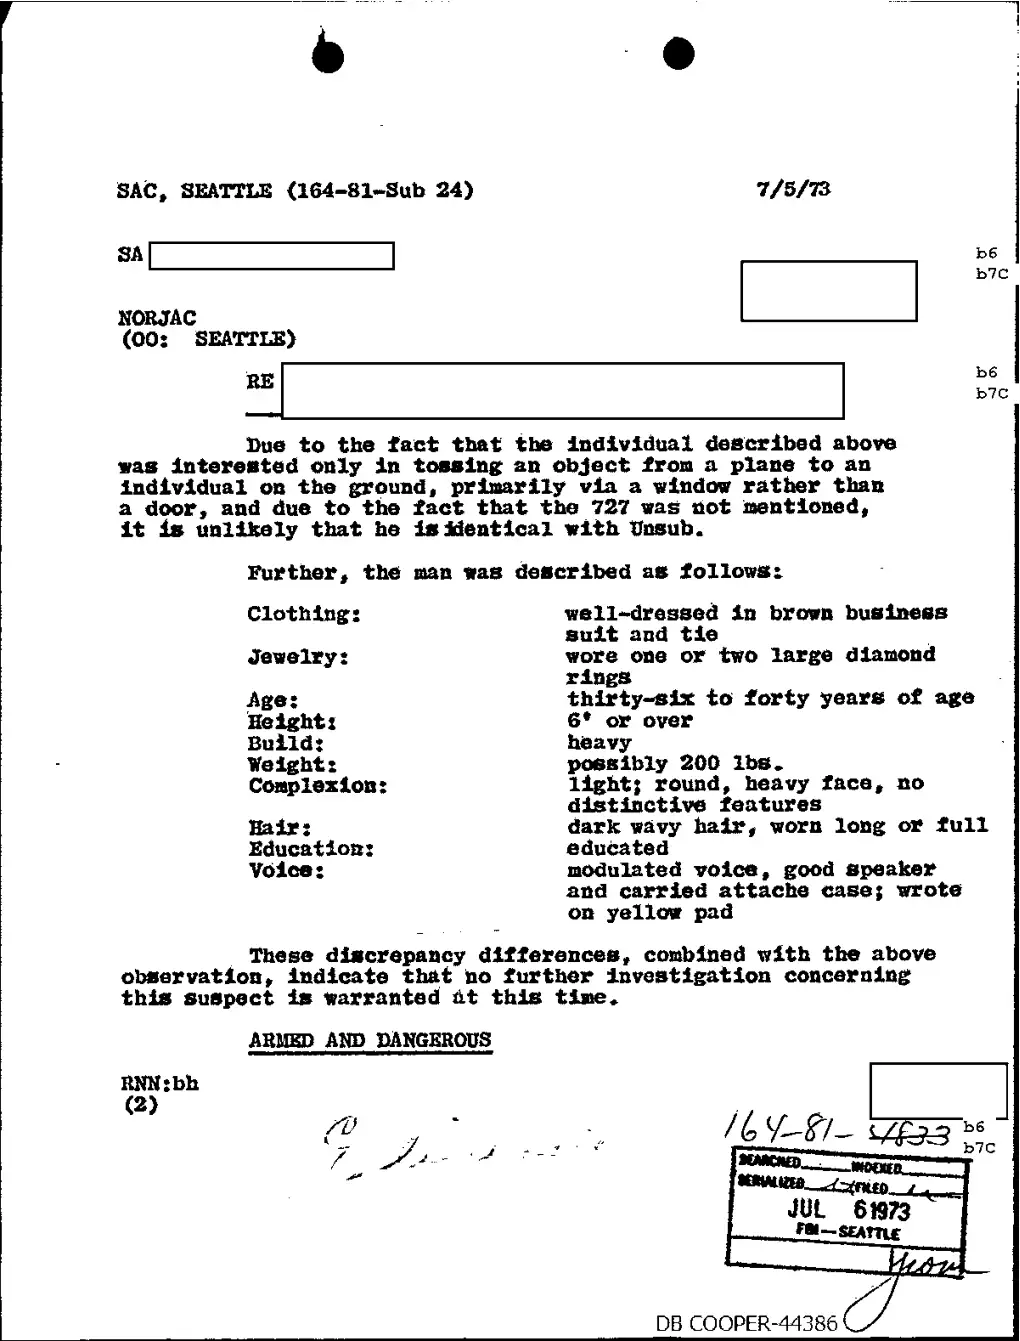 SAC, SEATTLE (164-81-Sub 24) 7/5/73
SA b6
b7C
NORJAC
(OO: SEATTLE)
RE b6
b7C
Due to the fact that the individual described above
was interested only in tossing an object from a plane to an
individual on the ground, primarily via a window rather than
a door, and due to the fact that the 727 was not mentioned,
it is unlikely that he is identical with Unsub.
Further, the man was described as follows:
Clothing: well-dressed in brown business
suit and tie
Jewelry: wore one or two large diamond
rings
Age: thirty-six to forty years of age
Height: 6' or over
Build: heavy
Weight: possibly 200 lbs.
Complexion: light; round, heavy face, no
distinctive features
Hair: dark wavy hair, worn long or full
Education: educated
Voice: modulated voice, good speaker
and carried attache case; wrote
on yellow pad
These discrepancy differences, combined with the above
observation, indicate that no further investigation concerning
this suspect is warranted at this time.
ARMED AND DANGEROUS
RNN:bh
(2)
164-81-4833 b6
b7C
SEARCHED INDEXED
SERIALIZED FILED
JUL 6 1973
FBI-SEATTLE
DB COOPER-44386